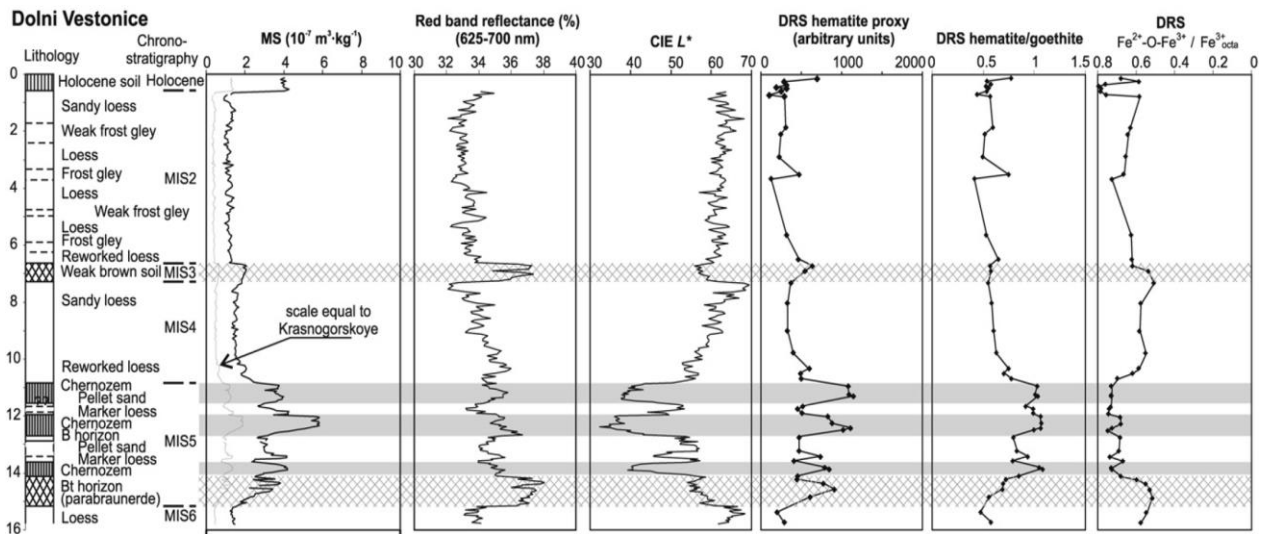 Dolni Vestonice
Lithology
Chrono-
stratigraphy
MS (10⁻⁷ m³·kg⁻¹)
Red band reflectance (%)
(625-700 nm)
CIE L*
DRS hematite proxy
(arbitrary units)
DRS hematite/goethite
DRS
Fe²⁺-O-Fe³⁺ / Fe³⁺octa
0 2 4 6 8 10
30 32 34 36 38 40
30 40 50 60 70 80
0 1000 2000
0 0.5 1 1.5
0.8 0.6 0.4 0.2 0
0
2
4
6
8
10
12
14
16
Holocene soil
Sandy loess
Weak frost gley
Loess
Frost gley
Loess
Weak frost gley
Loess
Frost gley
Reworked loess
Weak brown soil
Sandy loess
Reworked loess
Chernozem
Pellet sand
Marker loess
Chernozem
B horizon
Pellet sand
Marker loess
Chernozem
Bt horizon
(parabraunerde)
Loess
Holocene
MIS2
MIS3
MIS4
MIS5
MIS6
scale equal to
Krasnogorskoye